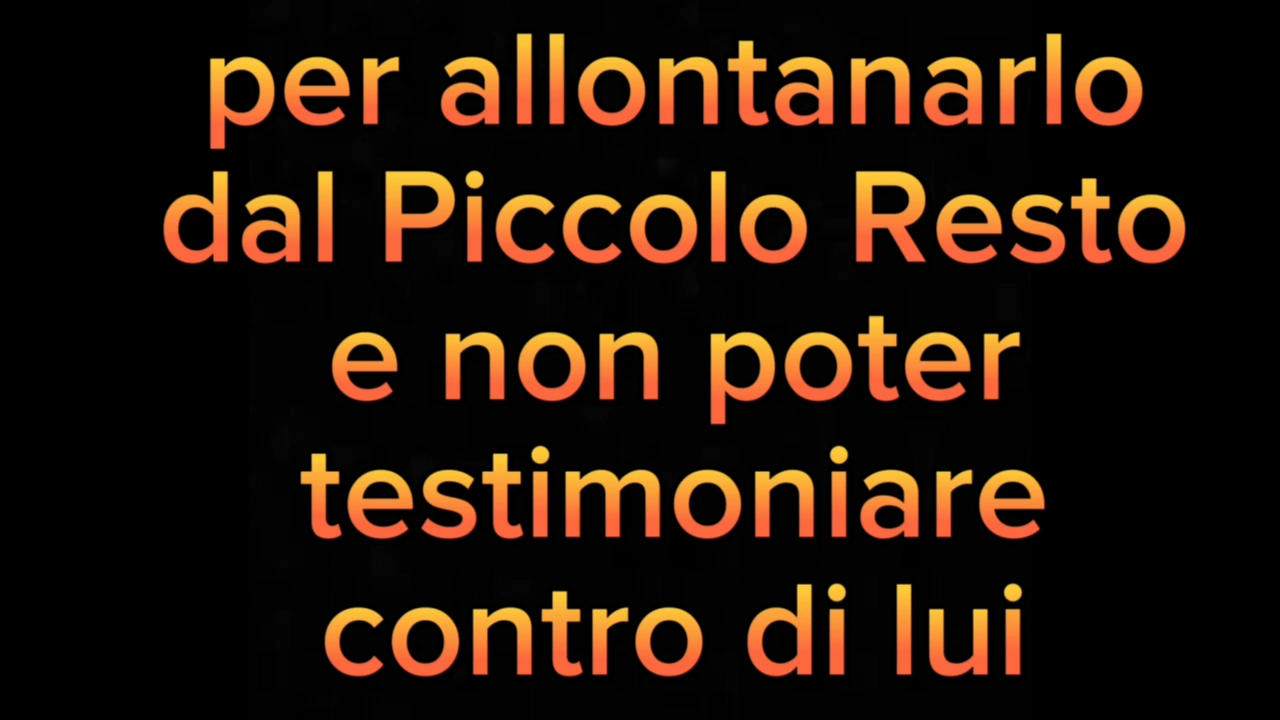 per allontanarlo
dal Piccolo Resto
e non poter
testimoniare
contro di lui